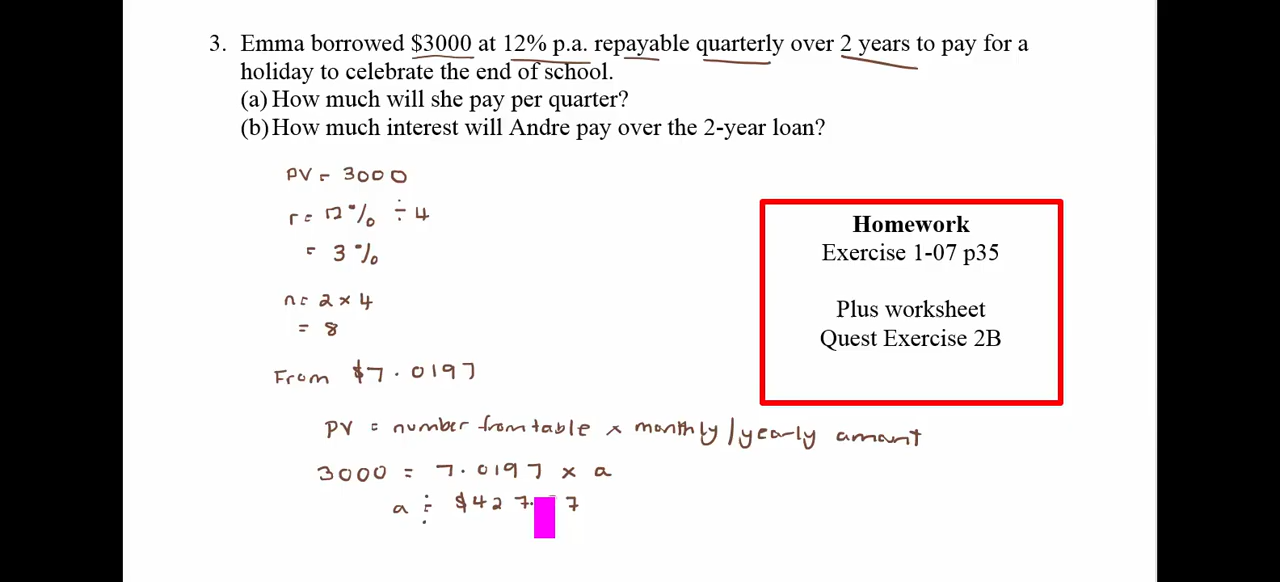 3. Emma borrowed $3000 at 12% p.a. repayable quarterly over 2 years to pay for a
holiday to celebrate the end of school.
(a) How much will she pay per quarter?
(b) How much interest will Andre pay over the 2-year loan?
PV = 3000
r = 12% ÷ 4
= 3%
n = 2 × 4
= 8
From $7.0197
PV = number from table × monthly/yearly amount
3000 = 7.0197 × a
a $427. 7
Homework
Exercise 1-07 p35
Plus worksheet
Quest Exercise 2B